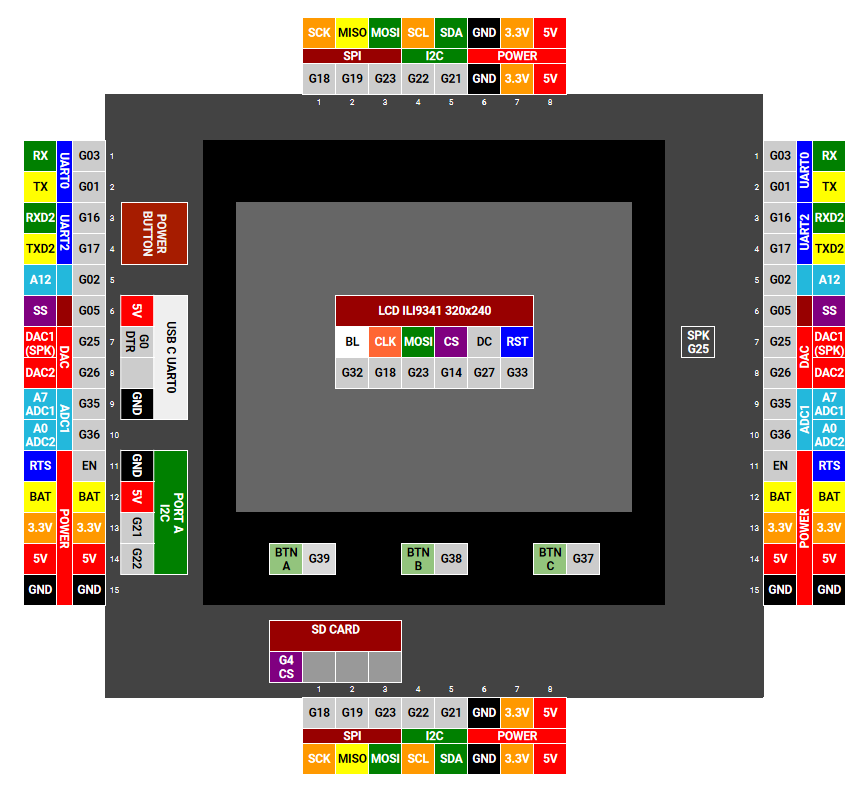 SCK MISO MOSI SCL SDA GND 3.3V 5V
SPI I2C POWER
G18 G19 G23 G22 G21 GND 3.3V 5V
1 2 3 4 5 6 7 8
RX UART0 G03 1
TX G01 2
RXD2 UART2 G16 3
TXD2 G17 4
A12 G02 5
SS G05 6
DAC1
(SPK) DAC G25 7
DAC2 G26 8
A7
ADC1 ADC1 G35 9
A0
ADC2 G36 10
RTS POWER EN 11
BAT BAT 12
3.3V 3.3V 13
5V 5V 14
GND GND 15
POWER
BUTTON
5V
G0
DTR
GND
USB C UART0
GND
5V
G21
G22
PORT A
I2C
LCD ILI9341 320x240
BL CLK MOSI CS DC RST
G32 G18 G23 G14 G27 G33
SPK
G25
BTN
A G39
BTN
B G38
BTN
C G37
SD CARD
G4
CS
1 G03 UART0 RX
2 G01 TX
3 G16 UART2 RXD2
4 G17 TXD2
5 G02 A12
6 G05 SS
7 G25 DAC DAC1
(SPK)
8 G26 DAC2
9 G35 ADC1 A7
ADC1
10 G36 A0
ADC2
11 EN POWER RTS
12 BAT BAT
13 3.3V 3.3V
14 5V 5V
15 GND GND
1 2 3 4 5 6 7 8
G18 G19 G23 G22 G21 GND 3.3V 5V
SPI I2C POWER
SCK MISO MOSI SCL SDA GND 3.3V 5V